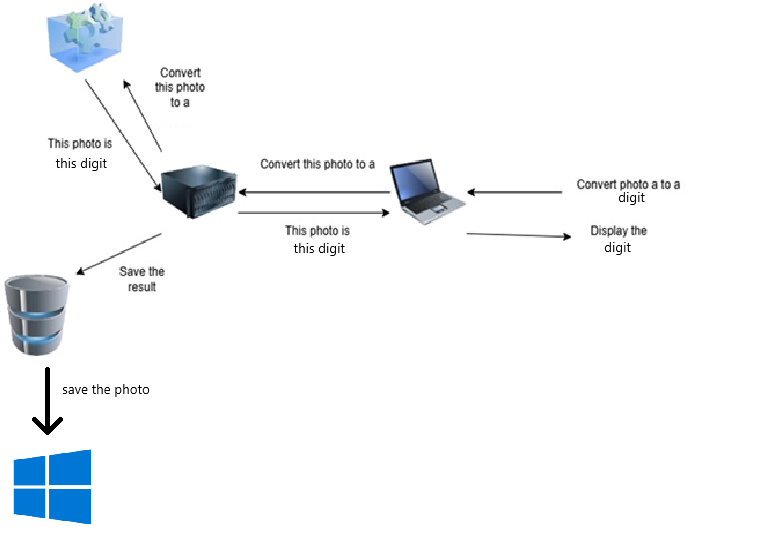 Convert
this photo
to a
This photo is
this digit
Convert this photo to a
This photo is
this digit
Convert photo a to a
digit
Display the
digit
Save the
result
save the photo